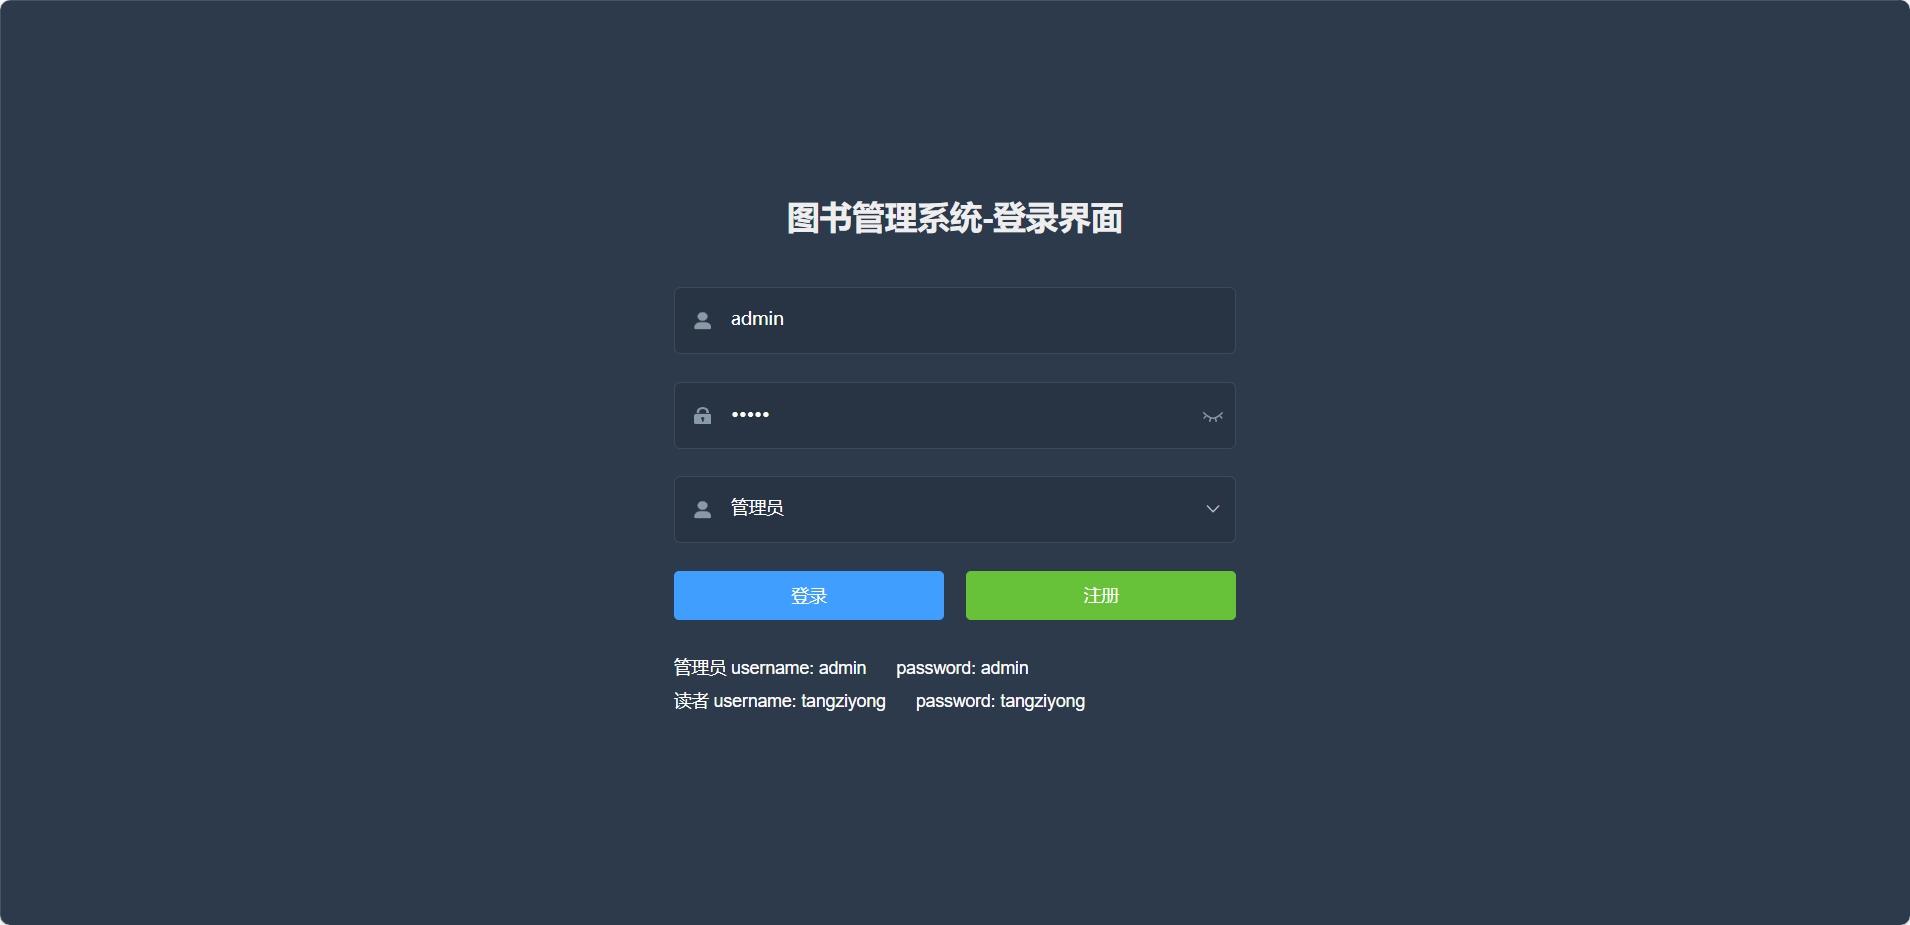 图书管理系统-登录界面
admin
•••••
管理员
登录 注册
管理员 username: admin password: admin
读者 username: tangziyong password: tangziyong